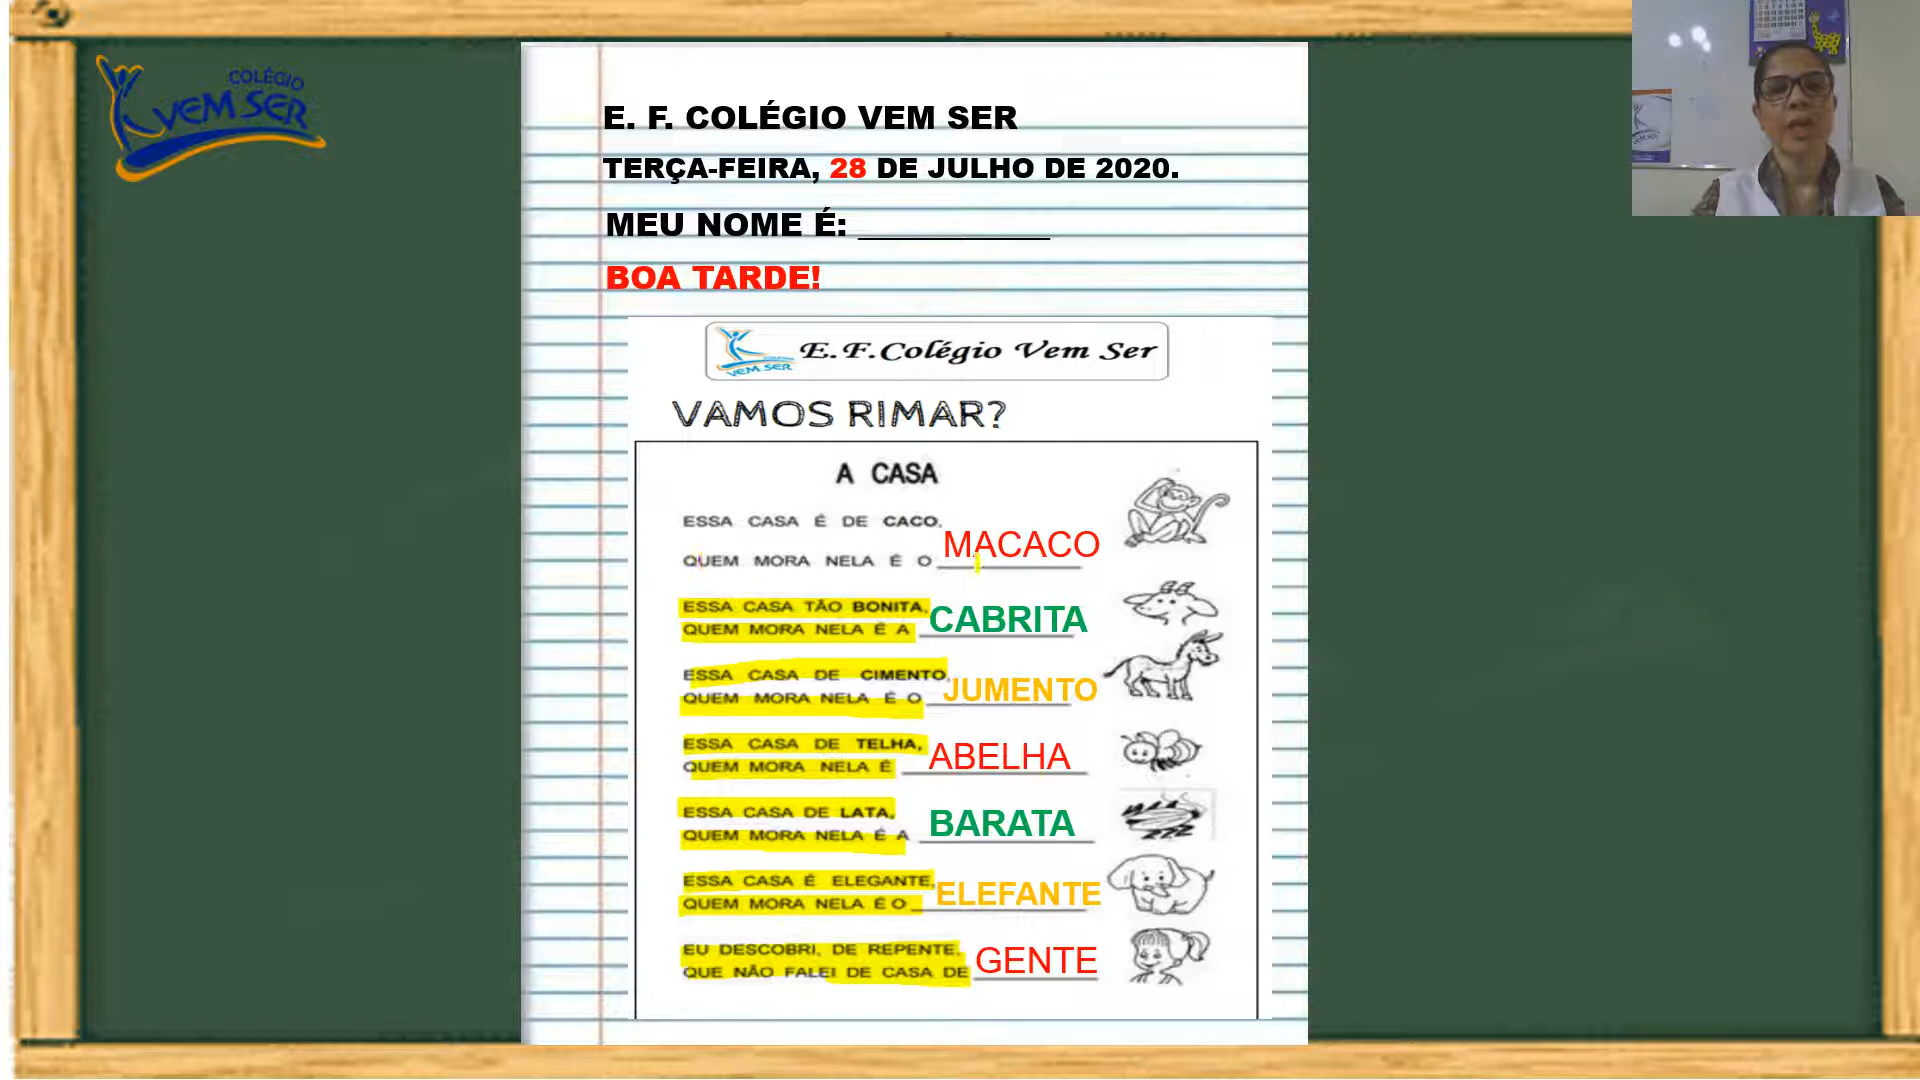 COLÉGIO
VEM SER
E. F. COLÉGIO VEM SER
TERÇA-FEIRA, 28 DE JULHO DE 2020.
MEU NOME É: ___________
BOA TARDE!
VEM SER
E.F.Colégio Vem Ser
VAMOS RIMAR?
A CASA
ESSA CASA É DE CACO,
QUEM MORA NELA É O MACACO
ESSA CASA TÃO BONITA,
QUEM MORA NELA É A CABRITA
ESSA CASA DE CIMENTO,
QUEM MORA NELA É O JUMENTO
ESSA CASA DE TELHA,
QUEM MORA NELA É ABELHA
ESSA CASA DE LATA,
QUEM MORA NELA É A BARATA
ESSA CASA É ELEGANTE,
QUEM MORA NELA É O ELEFANTE
EU DESCOBRI, DE REPENTE,
QUE NÃO FALEI DE CASA DE GENTE